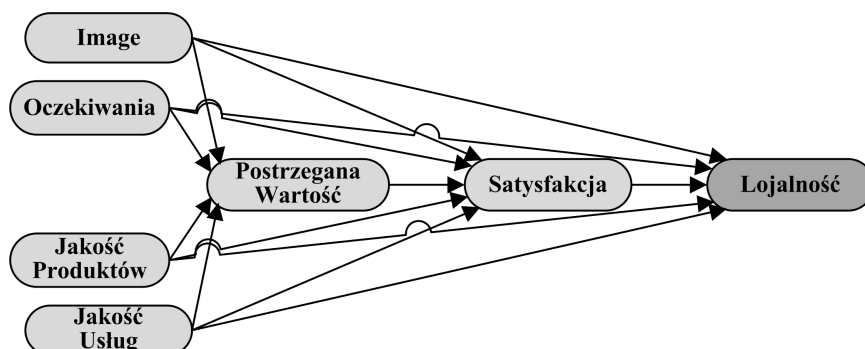 Image
Oczekiwania
Postrzegana
Wartość
Satysfakcja
Lojalność
Jakość
Produktów
Jakość
Usług